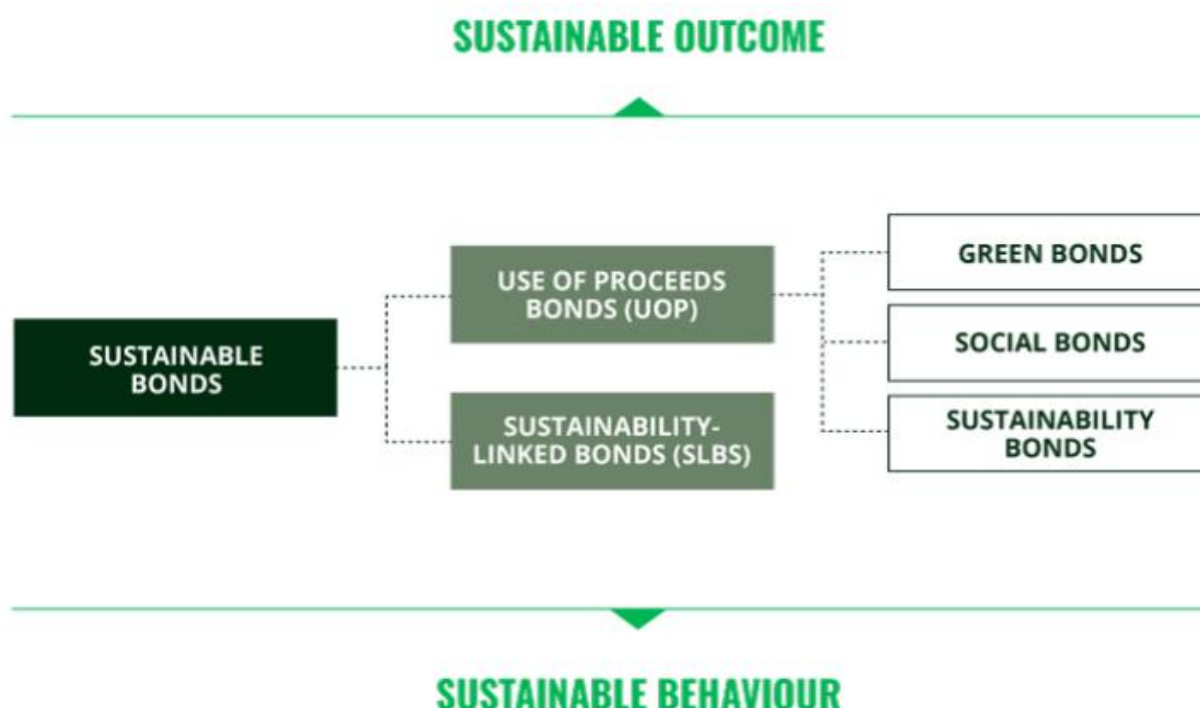 SUSTAINABLE OUTCOME
SUSTAINABLE
BONDS
USE OF PROCEEDS
BONDS (UOP)
SUSTAINABILITY-
LINKED BONDS (SLBS)
GREEN BONDS
SOCIAL BONDS
SUSTAINABILITY
BONDS
SUSTAINABLE BEHAVIOUR